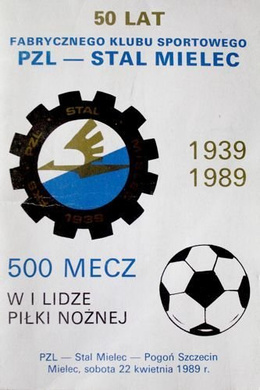 50 LAT
FABRYCZNEGO KLUBU SPORTOWEGO
PZL — STAL MIELEC
STAL
1939
1939
1989
500 MECZ
W I LIDZE
PIŁKI NOŻNEJ
PZL — Stal Mielec — Pogoń Szczecin
Mielec, sobota 22 kwietnia 1989 r.